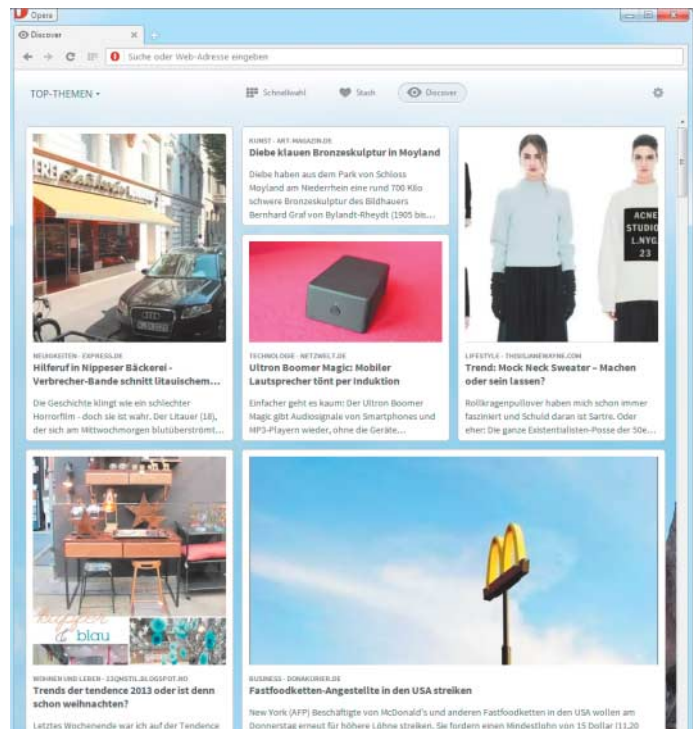 Opera
Discover
Suche oder Web-Adresse eingeben
TOP-THEMEN
Schnellwahl
Stash
Discover
NEUIGKEITEN - EXPRESS.DE
Hilferuf in Nippeser Bäckerei -
Verbrecher-Bande schnitt litauischem...
Die Geschichte klingt wie ein schlechter
Horrorfilm - doch sie ist wahr. Der Litauer (18),
der sich am Mittwochmorgen blutüberströmt...
KUNST - ART-MAGAZIN.DE
Diebe klauen Bronzeskulptur in Moyland
Diebe haben aus dem Park von Schloss
Moyland am Niederrhein eine rund 700 Kilo
schwere Bronzeskulptur des Bildhauers
Bernhard Graf von Bylandt-Rheydt (1905 bis...
TECHNOLOGIE - NETZWELT.DE
Ultron Boomer Magic: Mobiler
Lautsprecher tönt per Induktion
Einfacher geht es kaum: Der Ultron Boomer
Magic gibt Audiosignale von Smartphones und
MP3-Playern wieder, ohne die Geräte...
ACNE
STUDIO
L.NYG
23
LIFESTYLE - THISISJANEWAYNE.COM
Trend: Mock Neck Sweater – Machen
oder sein lassen?
Rollkragenpullover haben mich schon immer
fasziniert und Schuld daran ist Sartre. Oder
eher: Die ganze Existentialisten-Posse der 50e...
& blau
WOHNEN UND LEBEN - 23QMSTIL.BLOGSPOT.NO
Trends der tendence 2013 oder ist denn
schon weihnachten?
Letztes Wochenende war ich auf der Tendence
BUSINESS - DONAUKURIER.DE
Fastfoodketten-Angestellte in den USA streiken
New York (AFP) Beschäftigte von McDonald's und anderen Fastfoodketten in den USA wollen am
Donnerstag erneut für höhere Löhne streiken. Sie fordern einen Mindestlohn von 15 Dollar (11,20